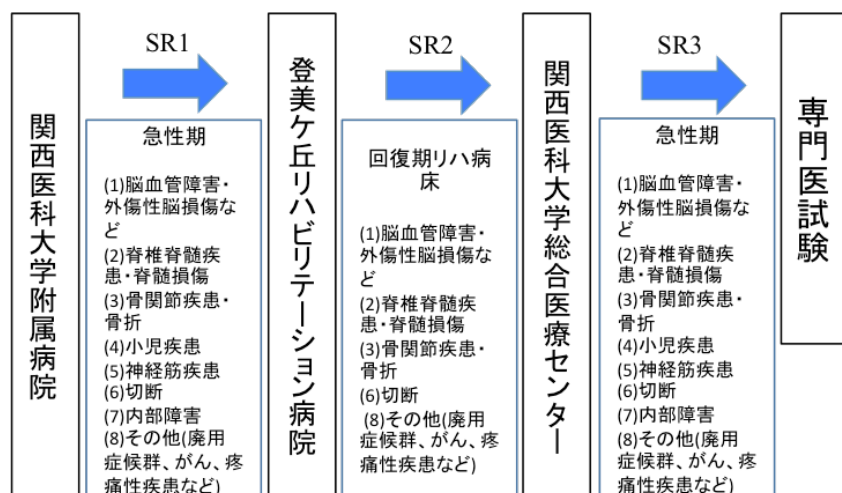 関西医科大学附属病院
SR1
急性期
(1)脳血管障害・
外傷性脳損傷な
ど
(2)脊椎脊髄疾
患・脊髄損傷
(3)骨関節疾患・
骨折
(4)小児疾患
(5)神経筋疾患
(6)切断
(7)内部障害
(8)その他(廃用
症候群、がん、疼
痛性疾患など)
登美ケ丘リハビリテーション病院
SR2
回復期リハ病
床
(1)脳血管障害・
外傷性脳損傷な
ど
(2)脊椎脊髄疾
患・脊髄損傷
(3)骨関節疾患・
骨折
(6)切断
(8)その他(廃用
症候群、がん、疼
痛性疾患など)
関西医科大学総合医療センター
SR3
急性期
(1)脳血管障害・
外傷性脳損傷な
ど
(2)脊椎脊髄疾
患・脊髄損傷
(3)骨関節疾患・
骨折
(4)小児疾患
(5)神経筋疾患
(6)切断
(7)内部障害
(8)その他(廃用
症候群、がん、疼
痛性疾患など)
専門医試験